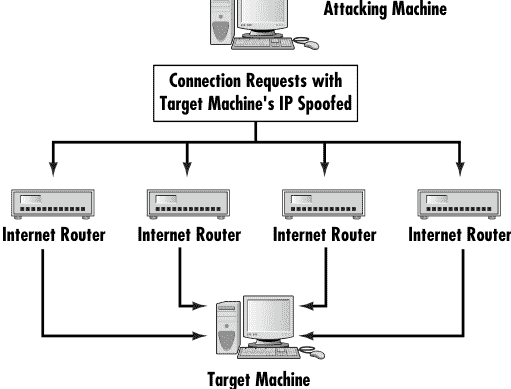 Attacking Machine
Connection Requests with
Target Machine's IP Spoofed
Internet Router
Internet Router
Internet Router
Internet Router
Target Machine